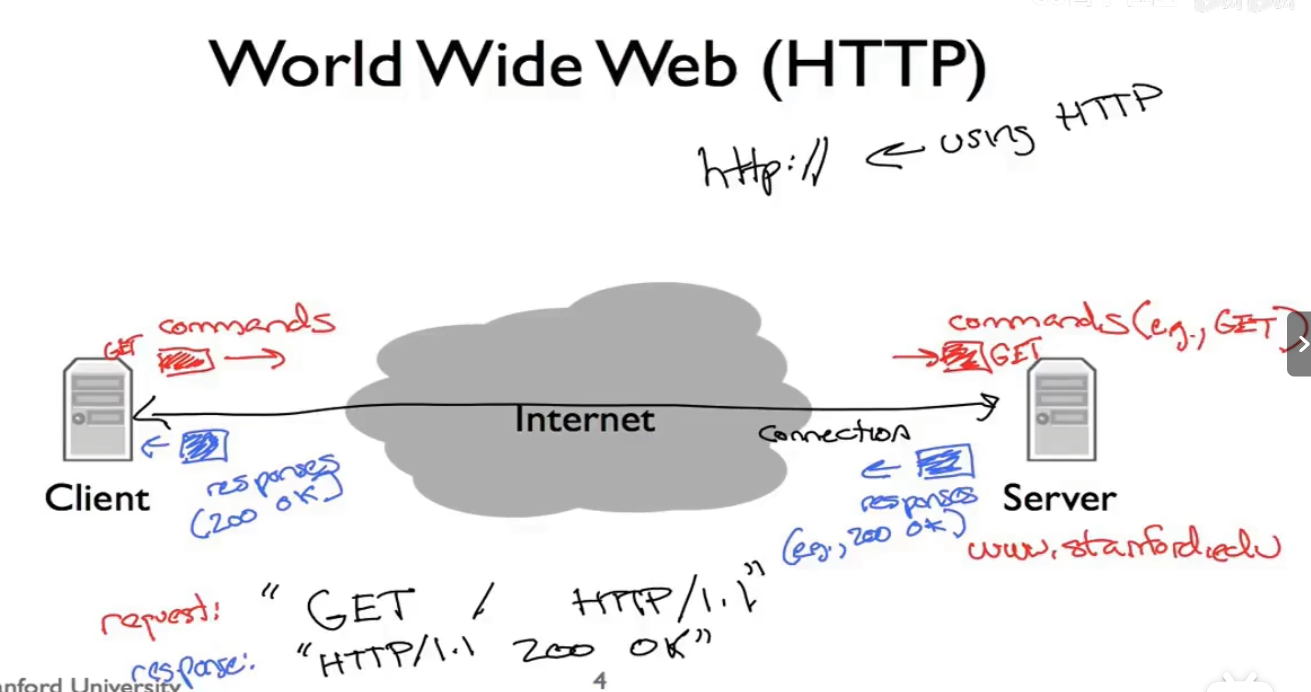 World Wide Web (HTTP)
http:// ← using HTTP
commands
GET
commands (e.g., GET)
GET
Internet
connection
Client
responses
(200 OK)
responses
(e.g., 200 OK)
Server
www.stanford.edu
request: "GET / HTTP/1.1"
response: "HTTP/1.1 200 OK"
anford University
4